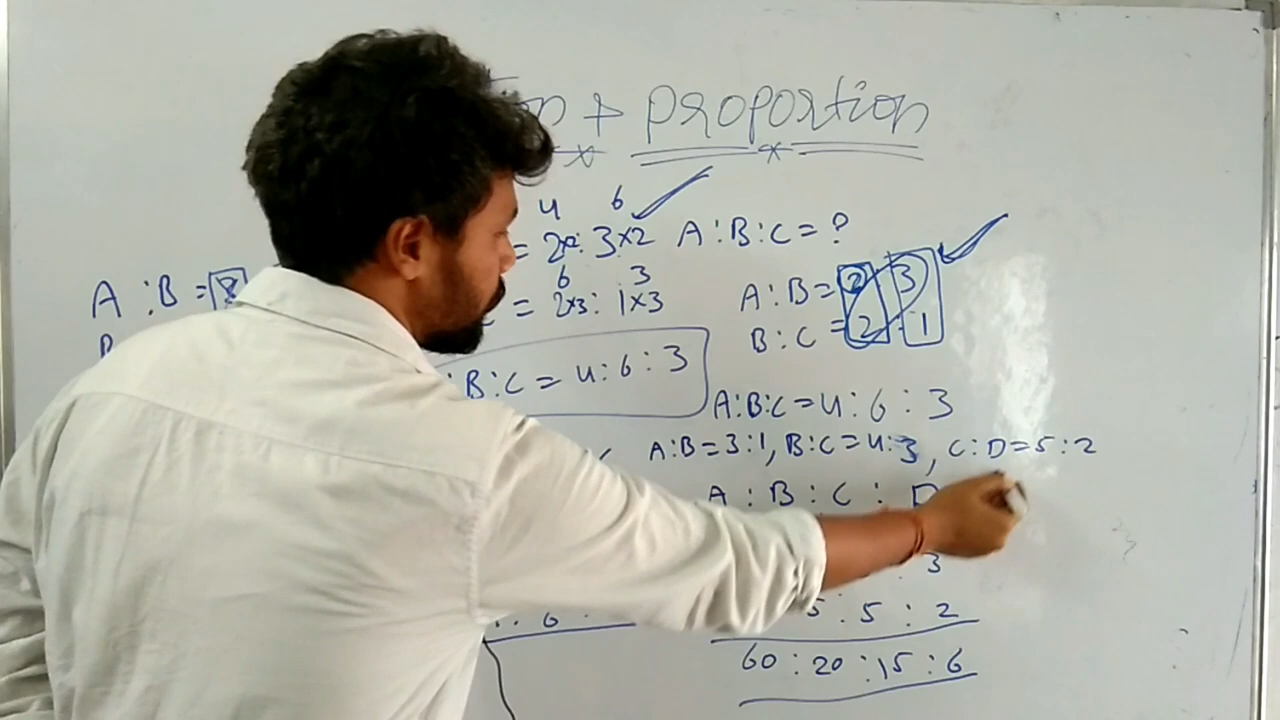 + proportion
4 6
= 2×2: 3×2 A:B:C = ?
6 3
= 2×3: 1×3
A:B =
A:B = 2 3
B:C = 2 1
B:C = 4:6:3
A:B:C = 4:6:3
A:B=3:1, B:C=4:3, C:D=5:2
A : B : C : D
: 3
5 : 5 : 2
: 6 :
60 : 20 : 15 : 6